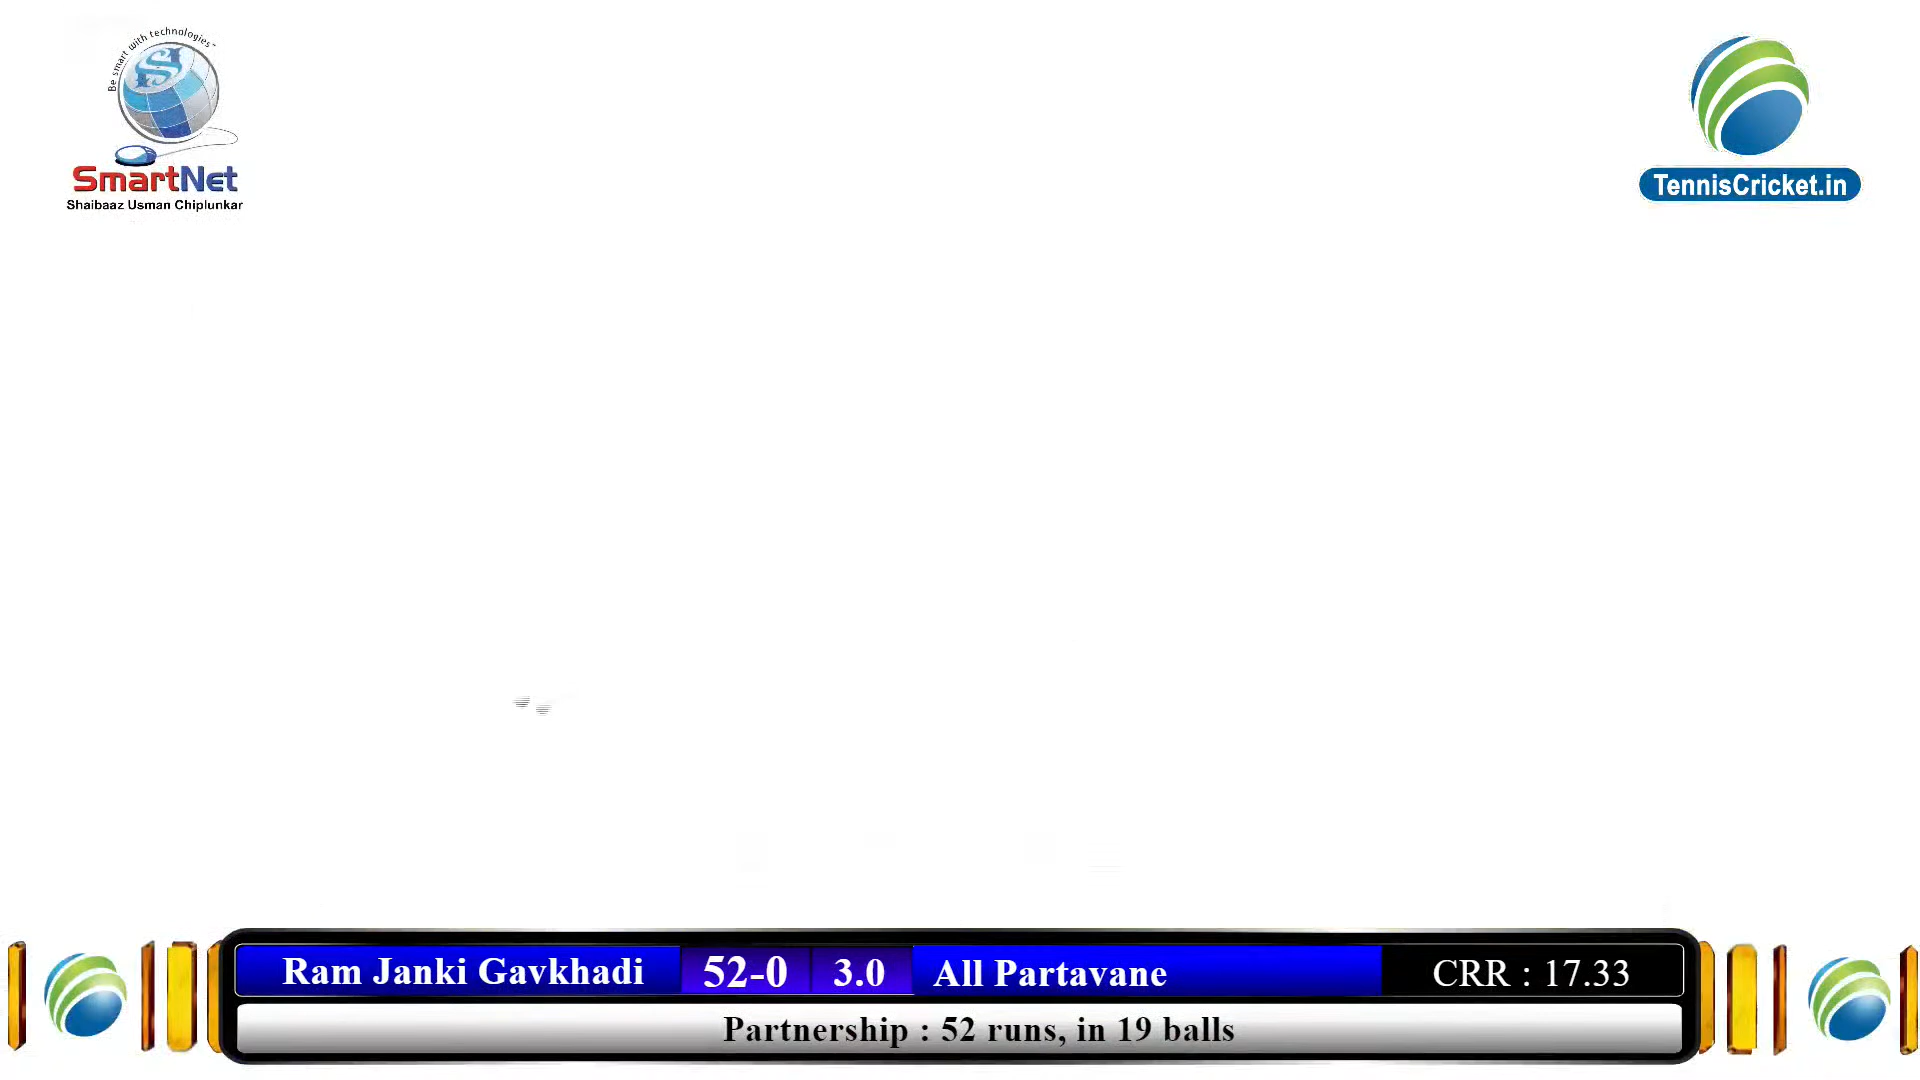 Be smart with technologies™
SmartNet
Shaibaaz Usman Chiplunkar
TennisCricket.in
Ram Janki Gavkhadi 52-0 3.0 All Partavane CRR : 17.33
Partnership : 52 runs, in 19 balls